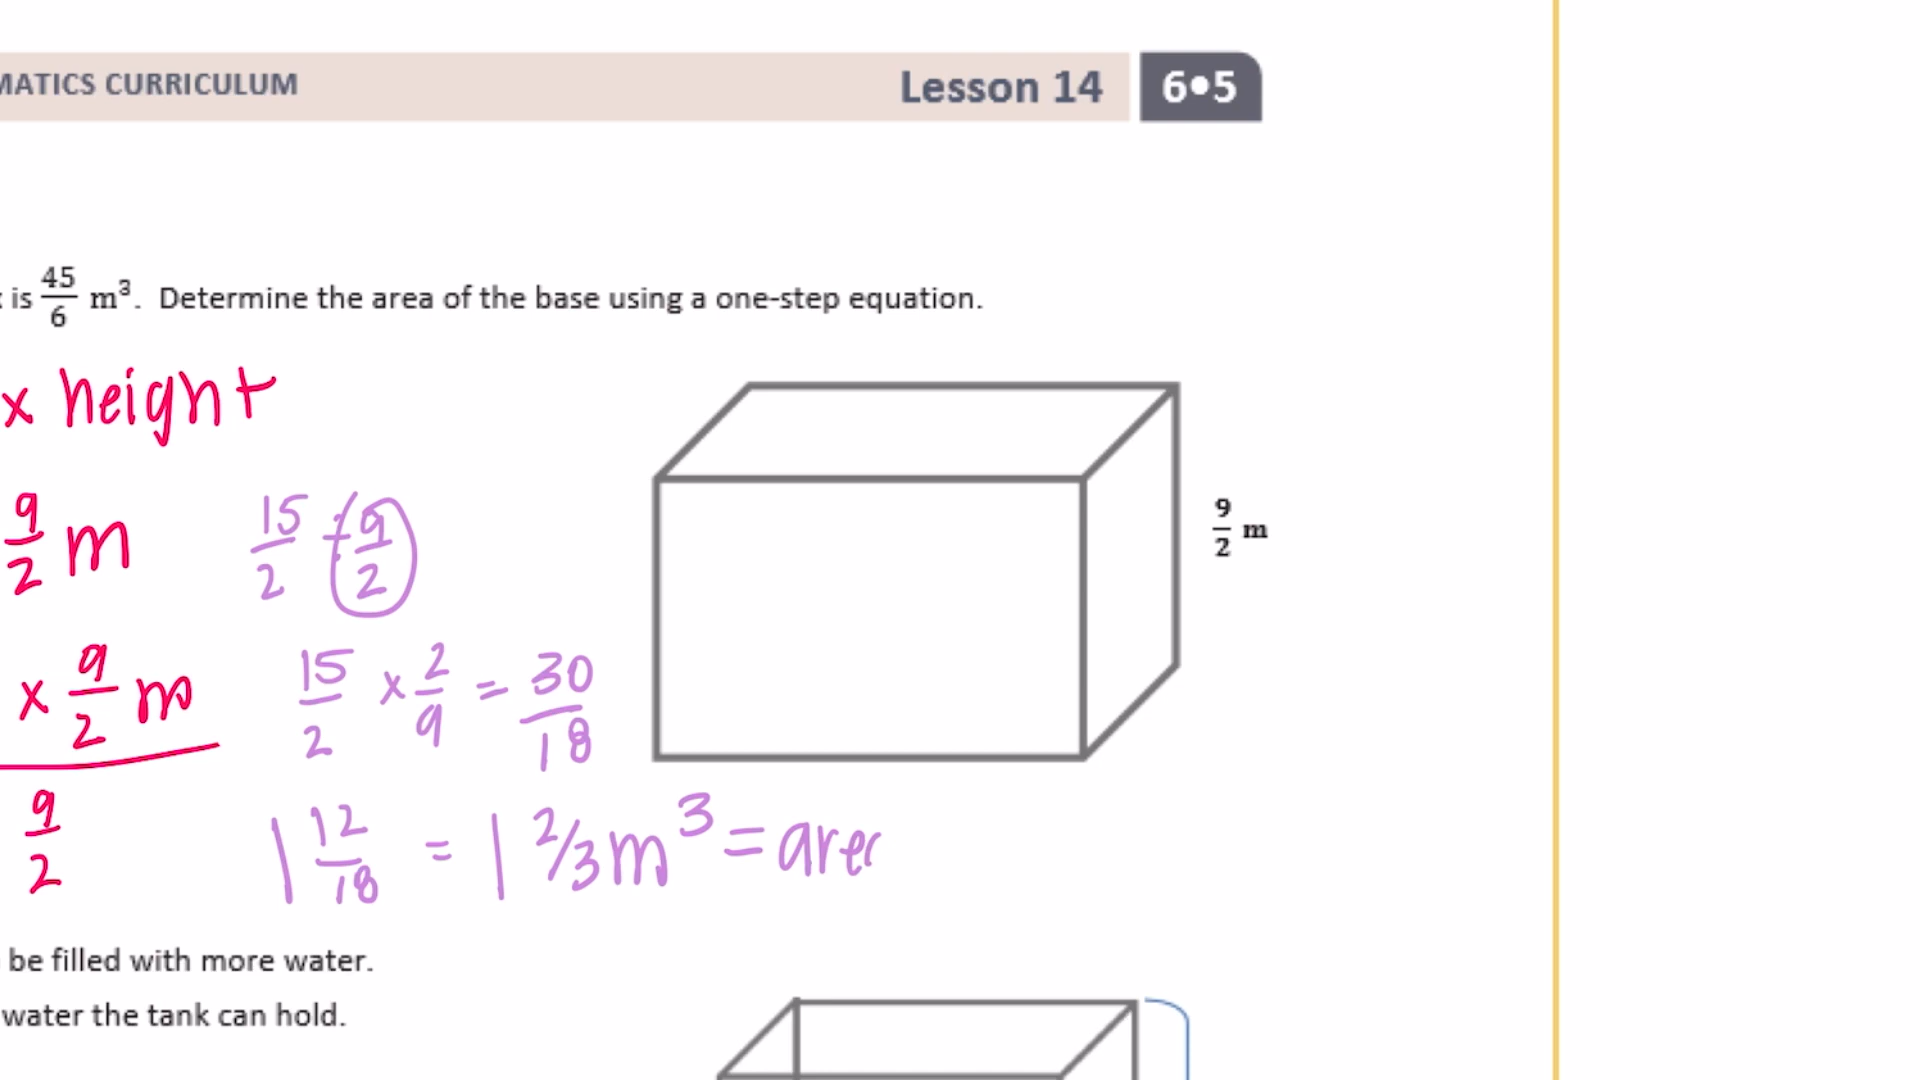 MATICS CURRICULUM Lesson 14 6•5
is 45/6 m³. Determine the area of the base using a one-step equation.
x height
9/2 m 15/2 ÷ 9/2
9/2 m
x 9/2 m 15/2 x 2/9 = 30/18
9/2
1 12/18 = 1 2/3 m³ = area
be filled with more water.
water the tank can hold.